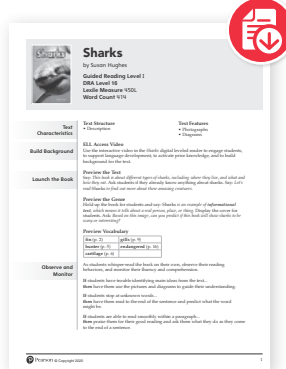 Sharks
Sharks
by Susan Hughes
Guided Reading Level I
DRA Level 16
Lexile Measure 450L
Word Count 414
Text
Characteristics
Text Structure
• Description
Text Features
• Photographs
• Diagrams
Build Background
ELL Access Video
Use the interactive video in the Sharks digital leveled reader to engage students,
to support language development, to activate prior knowledge, and to build
background for the text.
Launch the Book
Preview the Text
Say: This book is about different types of sharks, including where they live, and what and
how they eat. Ask students if they already know anything about sharks. Say: Let's
read Sharks to find out more about these amazing creatures.
Preview the Genre
Hold up the book for students and say: Sharks is an example of informational
text, which means it tells about a real person, place, or thing. Display the cover for
students. Ask: Based on this image, can you predict if this book will show sharks to be
scary or interesting?
Preview Vocabulary
fin (p. 2) gills (p. 9)
hunter (p. 5) endangered (p. 16)
cartilage (p. 6)
Observe and
Monitor
As students whisper-read the book on their own, observe their reading
behaviors, and monitor their fluency and comprehension.
If students have trouble identifying main ideas from the text...
then have them use the pictures and diagrams to guide their understanding.
If students stop at unknown words...
then have them read to the end of the sentence and predict what the word
might be.
If students are able to read smoothly within a paragraph...
then praise them for their good reading and ask them what they do as they come
to the end of a sentence
Pearson © Copyright 2020
1